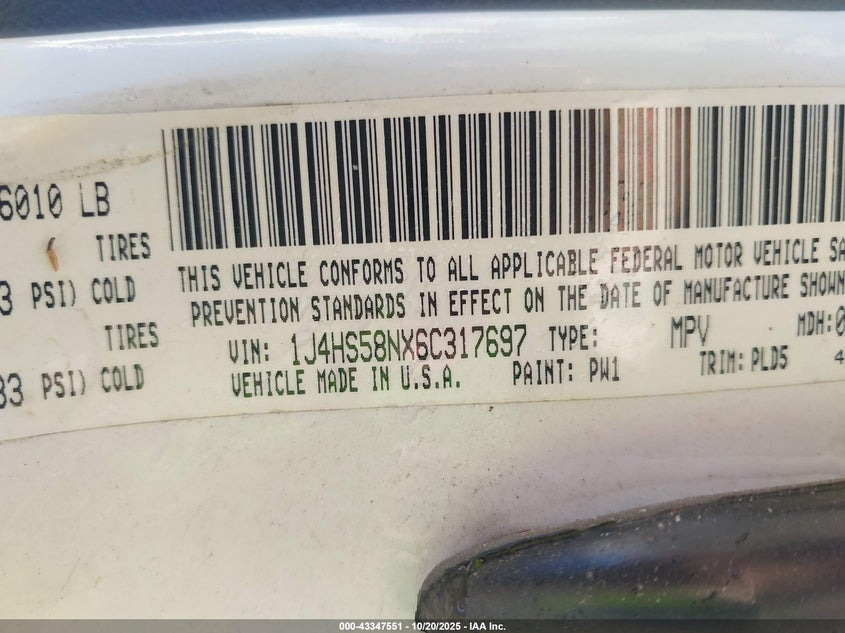 6010 LB
TIRES
3 PSI) COLD
TIRES
83 PSI) COLD
THIS VEHICLE CONFORMS TO ALL APPLICABLE FEDERAL MOTOR VEHICLE SA
PREVENTION STANDARDS IN EFFECT ON THE DATE OF MANUFACTURE SHOWN
VIN: 1J4HS58NX6C317697 TYPE: MPV MDH:0
VEHICLE MADE IN U.S.A. PAINT: PW1 TRIM: PLD5 4
000-43347551 - 10/20/2025 - IAA Inc.